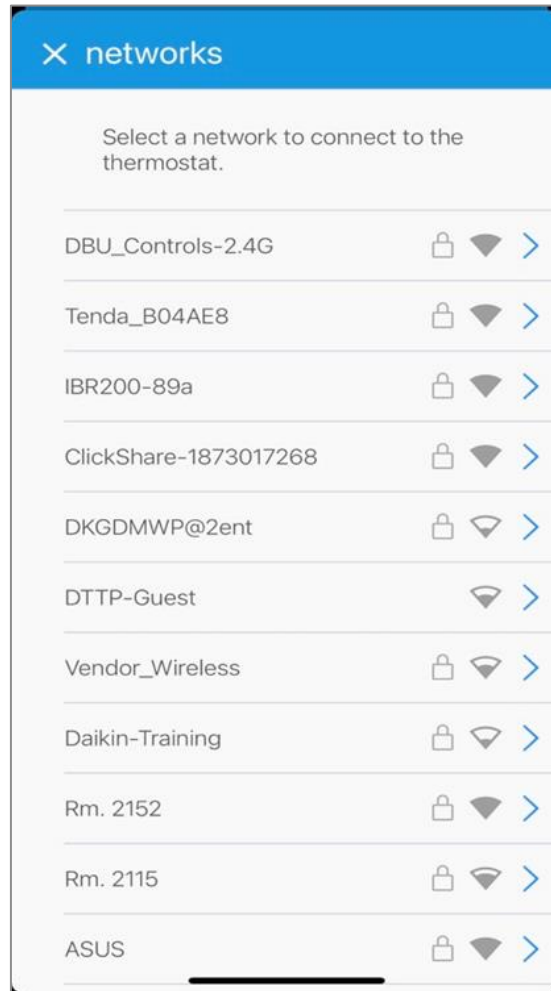 networks
Select a network to connect to the
thermostat.
DBU_Controls-2.4G
Tenda_B04AE8
IBR200-89a
ClickShare-1873017268
DKGDMWP@2ent
DTTP-Guest
Vendor_Wireless
Daikin-Training
Rm. 2152
Rm. 2115
ASUS